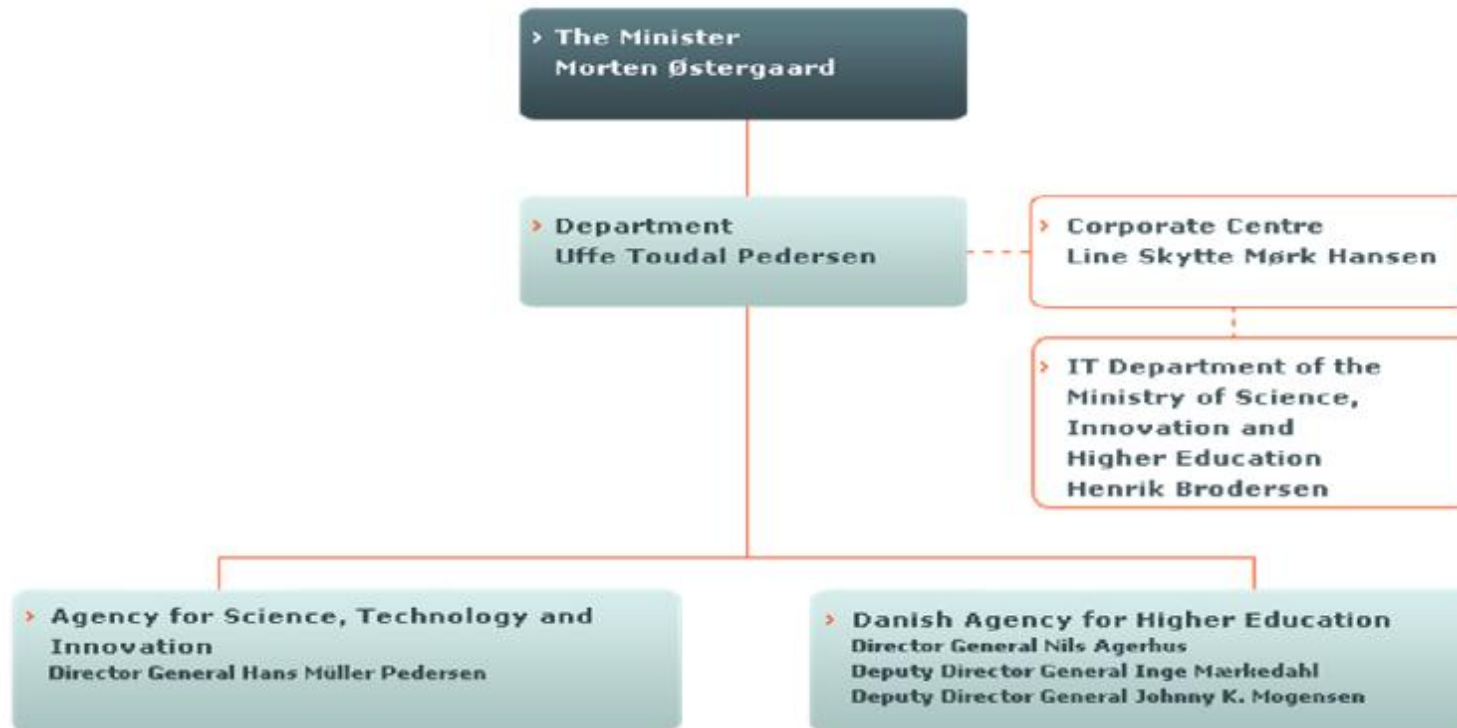 › The Minister
Morten Østergaard
› Department
Uffe Toudal Pedersen
› Corporate Centre
Line Skytte Mørk Hansen
› IT Department of the
Ministry of Science,
Innovation and
Higher Education
Henrik Brodersen
› Agency for Science, Technology and
Innovation
Director General Hans Müller Pedersen
› Danish Agency for Higher Education
Director General Nils Agerhus
Deputy Director General Inge Mærkedahl
Deputy Director General Johnny K. Mogensen